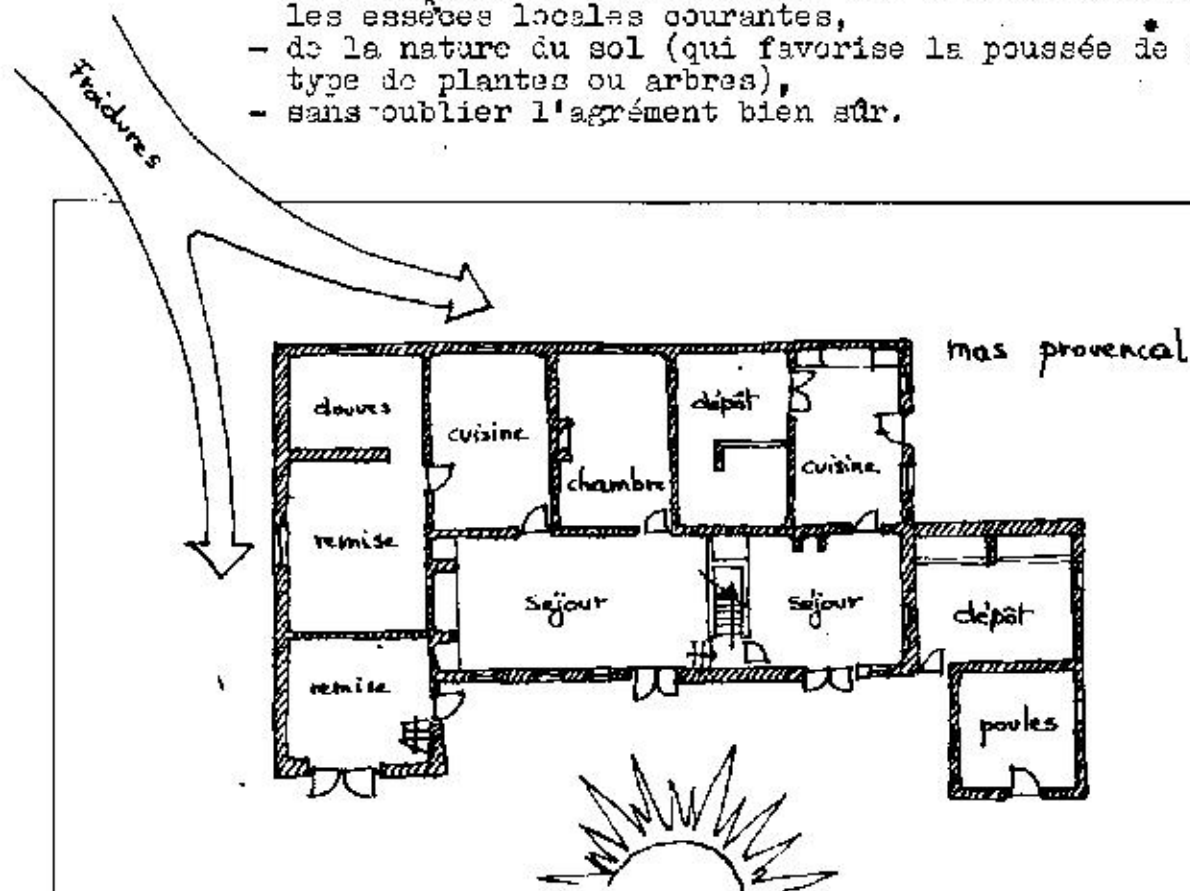 les essèces locales courantes,
- de la nature du sol (qui favorise la poussée de
type de plantes ou arbres),
- sans oublier l'agrément bien sûr.
Froidures
mas provencal
douves
cuisine
chambre
dépôt
cuisine
remise
séjour
séjour
dépôt
remise
poules